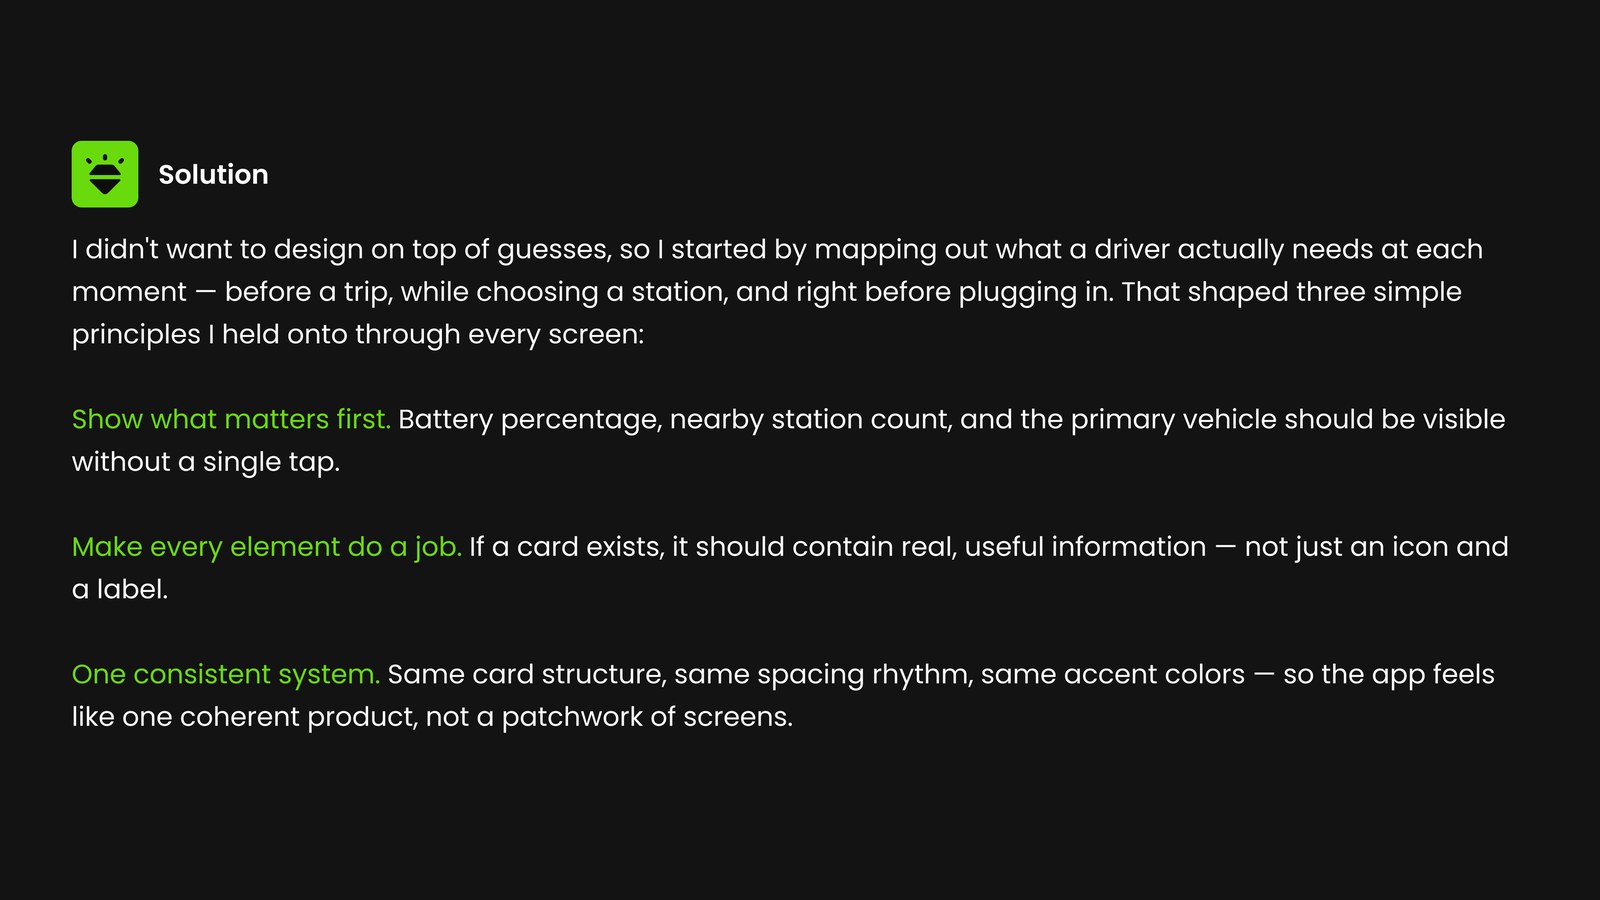 Solution
I didn't want to design on top of guesses, so I started by mapping out what a driver actually needs at each
moment — before a trip, while choosing a station, and right before plugging in. That shaped three simple
principles I held onto through every screen:
Show what matters first. Battery percentage, nearby station count, and the primary vehicle should be visible
without a single tap.
Make every element do a job. If a card exists, it should contain real, useful information — not just an icon and
a label.
One consistent system. Same card structure, same spacing rhythm, same accent colors — so the app feels
like one coherent product, not a patchwork of screens.